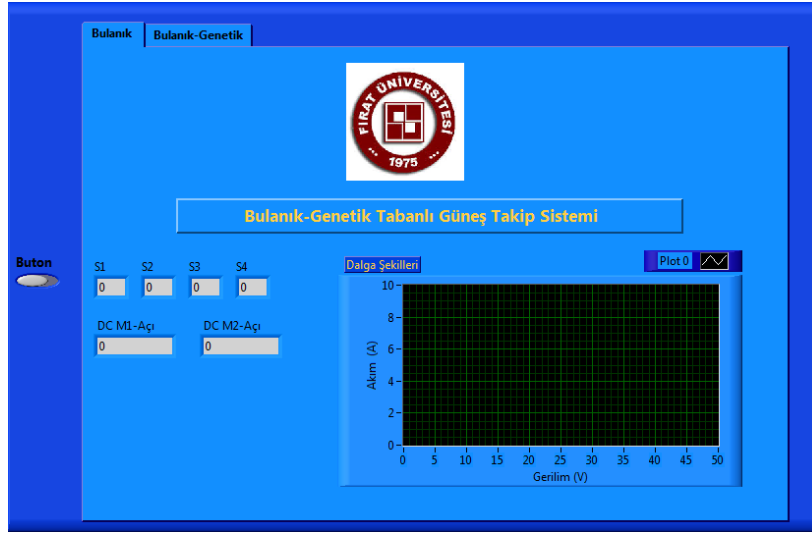 Bulanık Bulanık-Genetik
FIRAT ÜNİVERSİTESİ
1975
Bulanık-Genetik Tabanlı Güneş Takip Sistemi
Buton
S1 S2 S3 S4
0 0 0 0
DC M1-Açı DC M2-Açı
0 0
Dalga Şekilleri
Plot 0
Akım (A)
10
8
6
4
2
0
0 5 10 15 20 25 30 35 40 45 50
Gerilim (V)